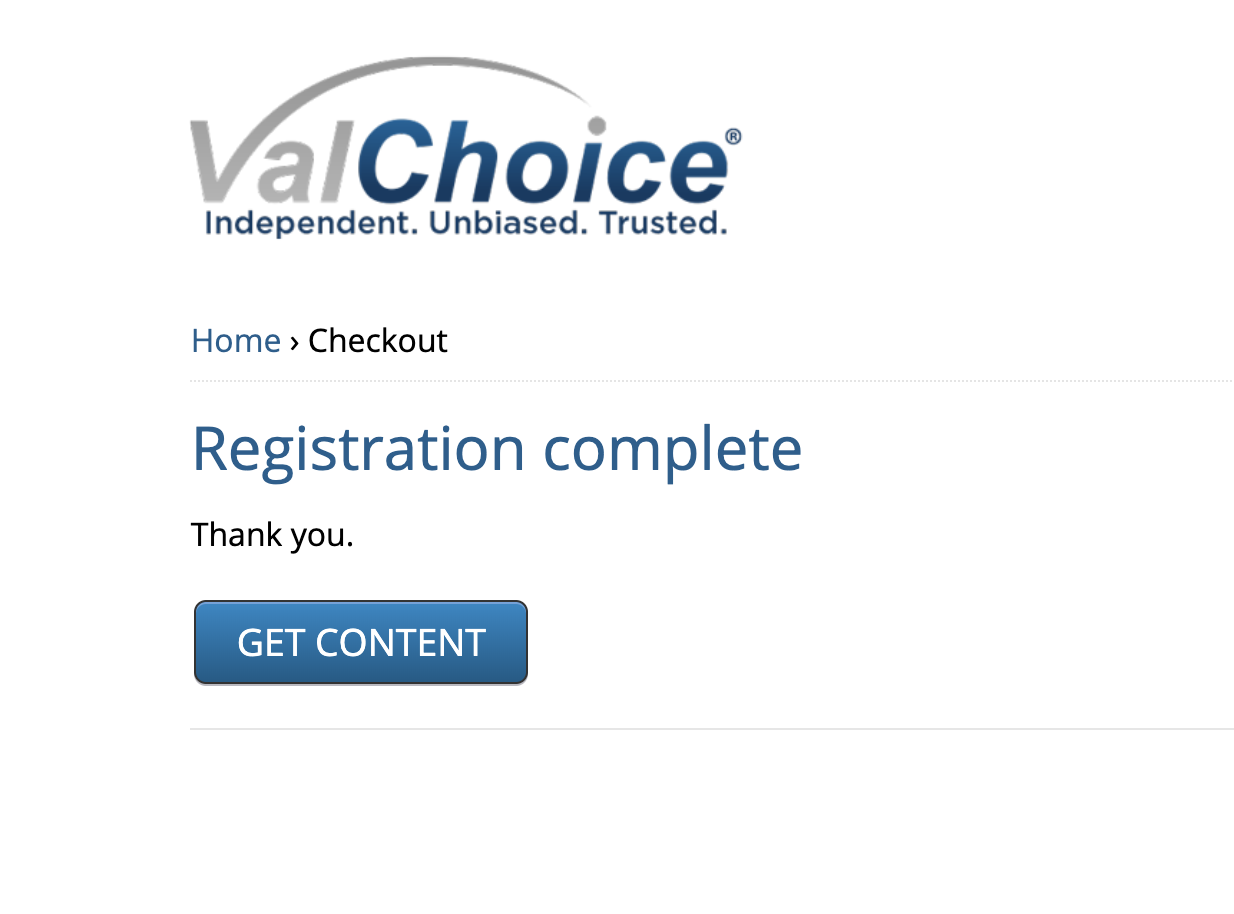 ValChoice®
Independent. Unbiased. Trusted.
Home › Checkout
Registration complete
Thank you.
GET CONTENT